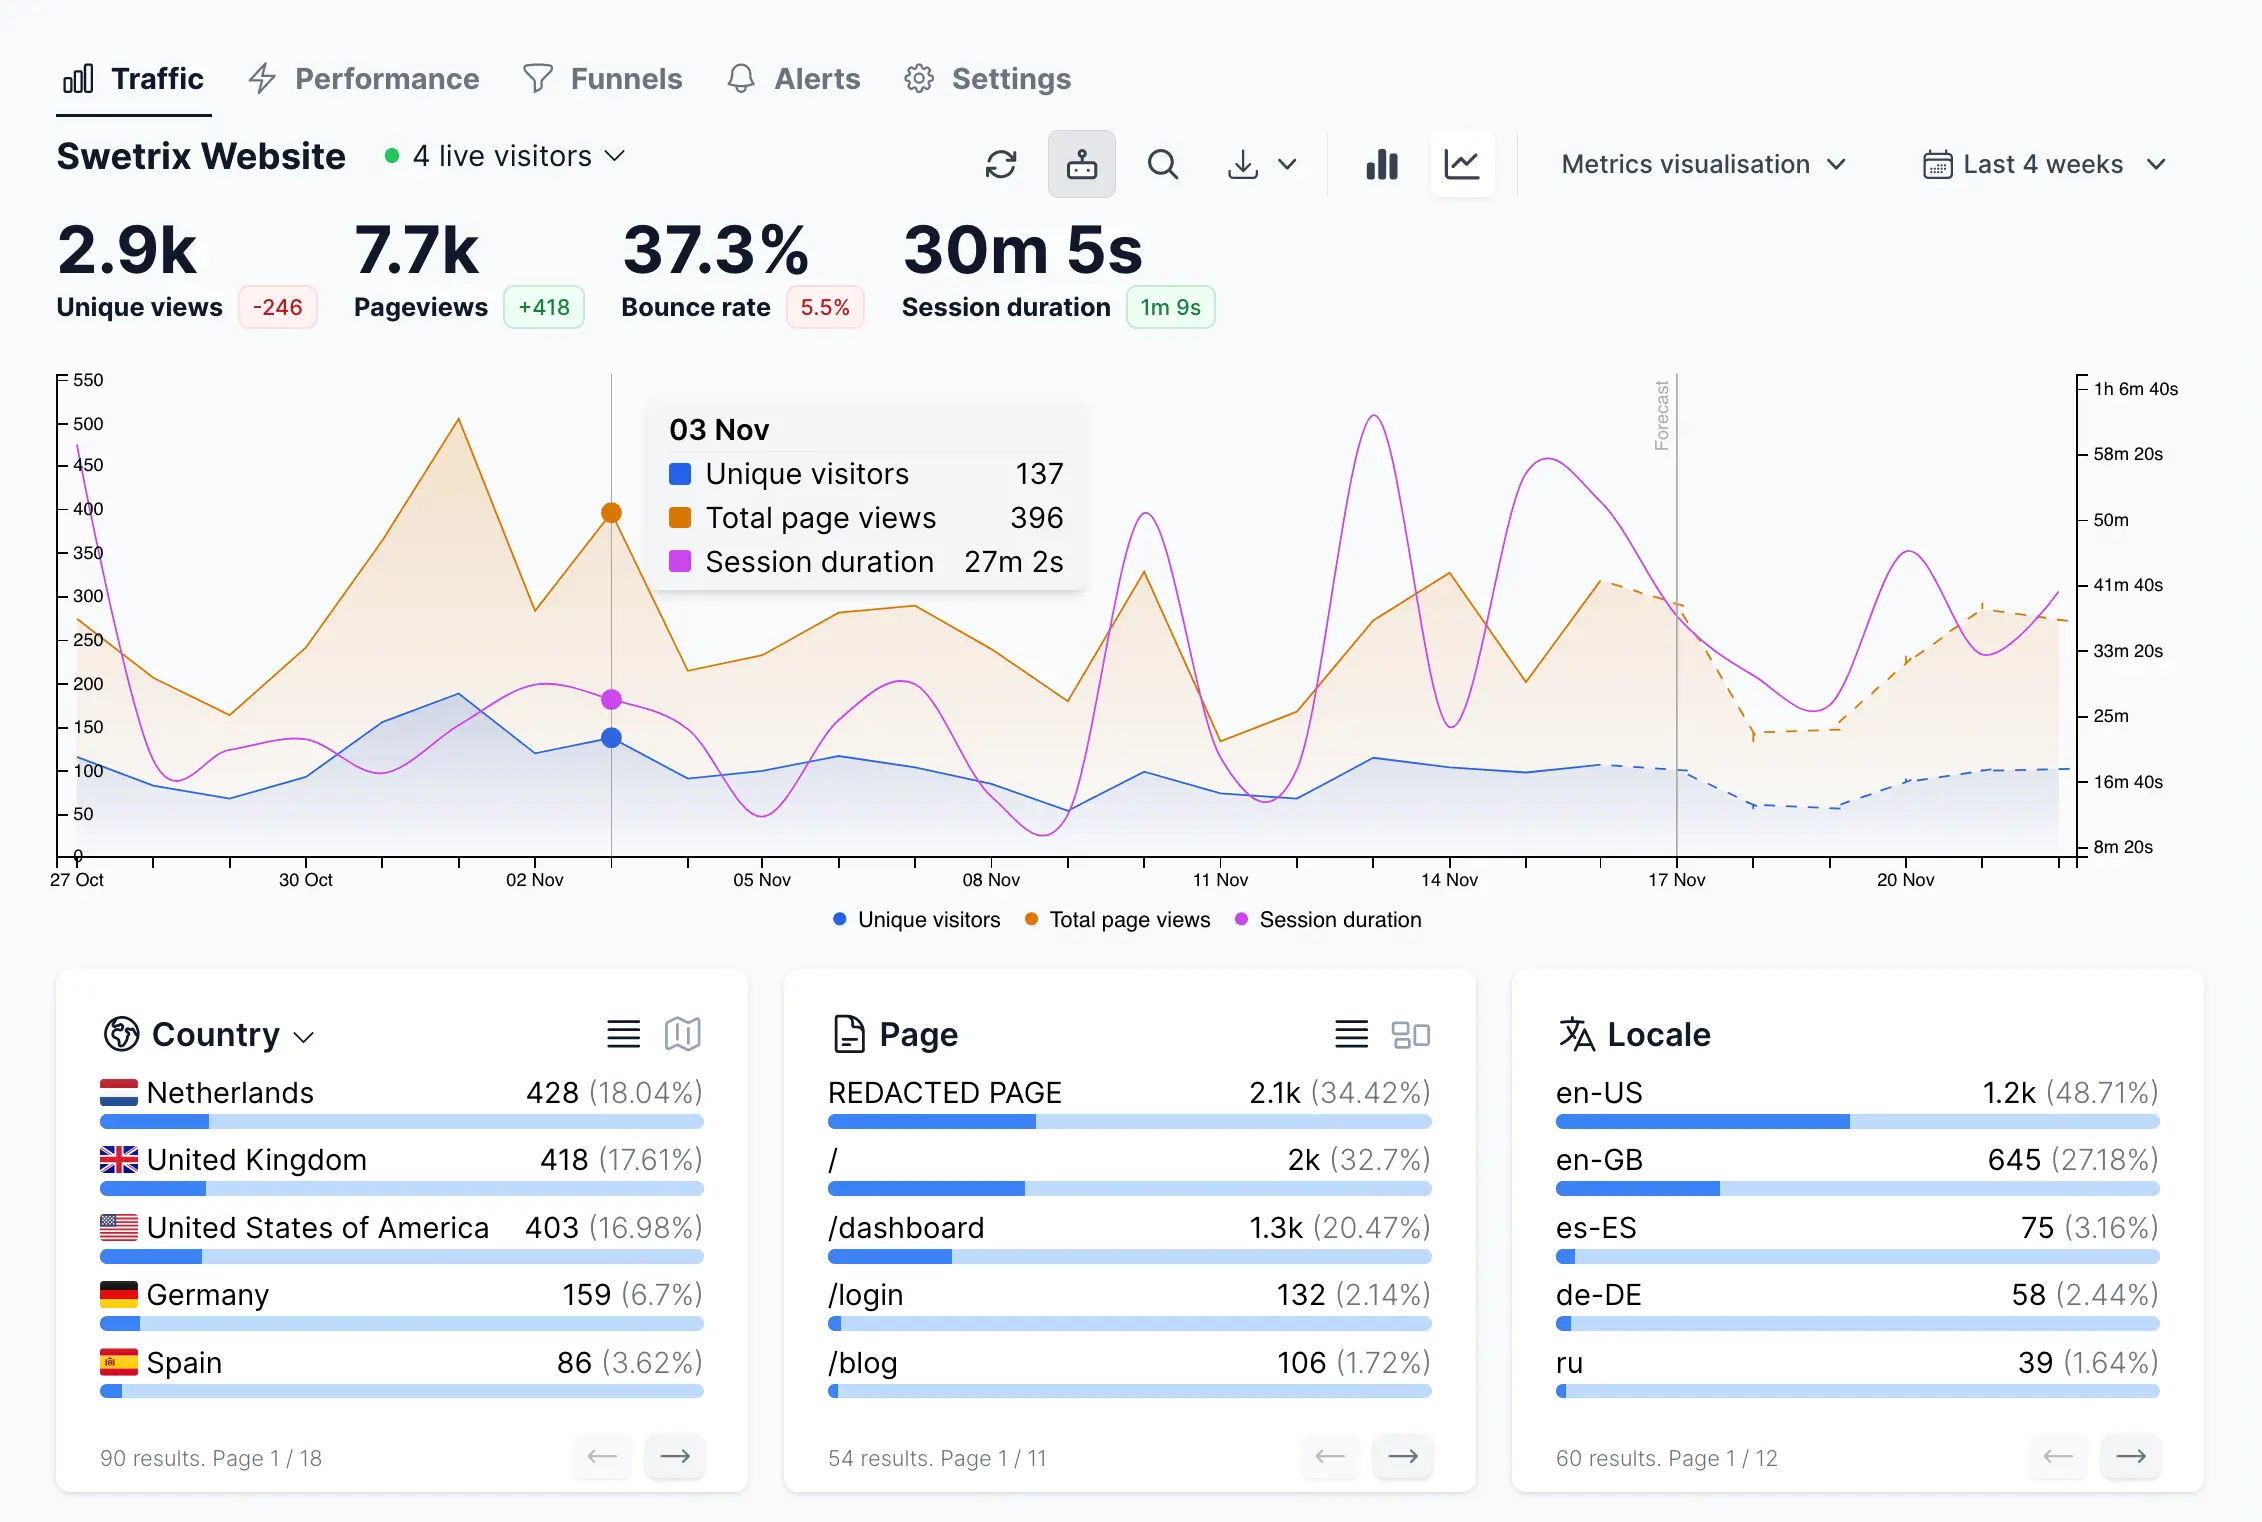 Traffic Performance Funnels Alerts Settings
Swetrix Website 4 live visitors
Metrics visualisation Last 4 weeks
2.9k 7.7k 37.3% 30m 5s
Unique views -246 Pageviews +418 Bounce rate 5.5% Session duration 1m 9s
550
500
450
400
350
300
250
200
150
100
50
0
03 Nov
Unique visitors 137
Total page views 396
Session duration 27m 2s
Forecast
1h 6m 40s
58m 20s
50m
41m 40s
33m 20s
25m
16m 40s
8m 20s
27 Oct 30 Oct 02 Nov 05 Nov 08 Nov 11 Nov 14 Nov 17 Nov 20 Nov
Unique visitors Total page views Session duration
Country
Netherlands 428 (18.04%)
United Kingdom 418 (17.61%)
United States of America 403 (16.98%)
Germany 159 (6.7%)
Spain 86 (3.62%)
90 results. Page 1 / 18
Page
REDACTED PAGE 2.1k (34.42%)
/ 2k (32.7%)
/dashboard 1.3k (20.47%)
/login 132 (2.14%)
/blog 106 (1.72%)
54 results. Page 1 / 11
Locale
en-US 1.2k (48.71%)
en-GB 645 (27.18%)
es-ES 75 (3.16%)
de-DE 58 (2.44%)
ru 39 (1.64%)
60 results. Page 1 / 12